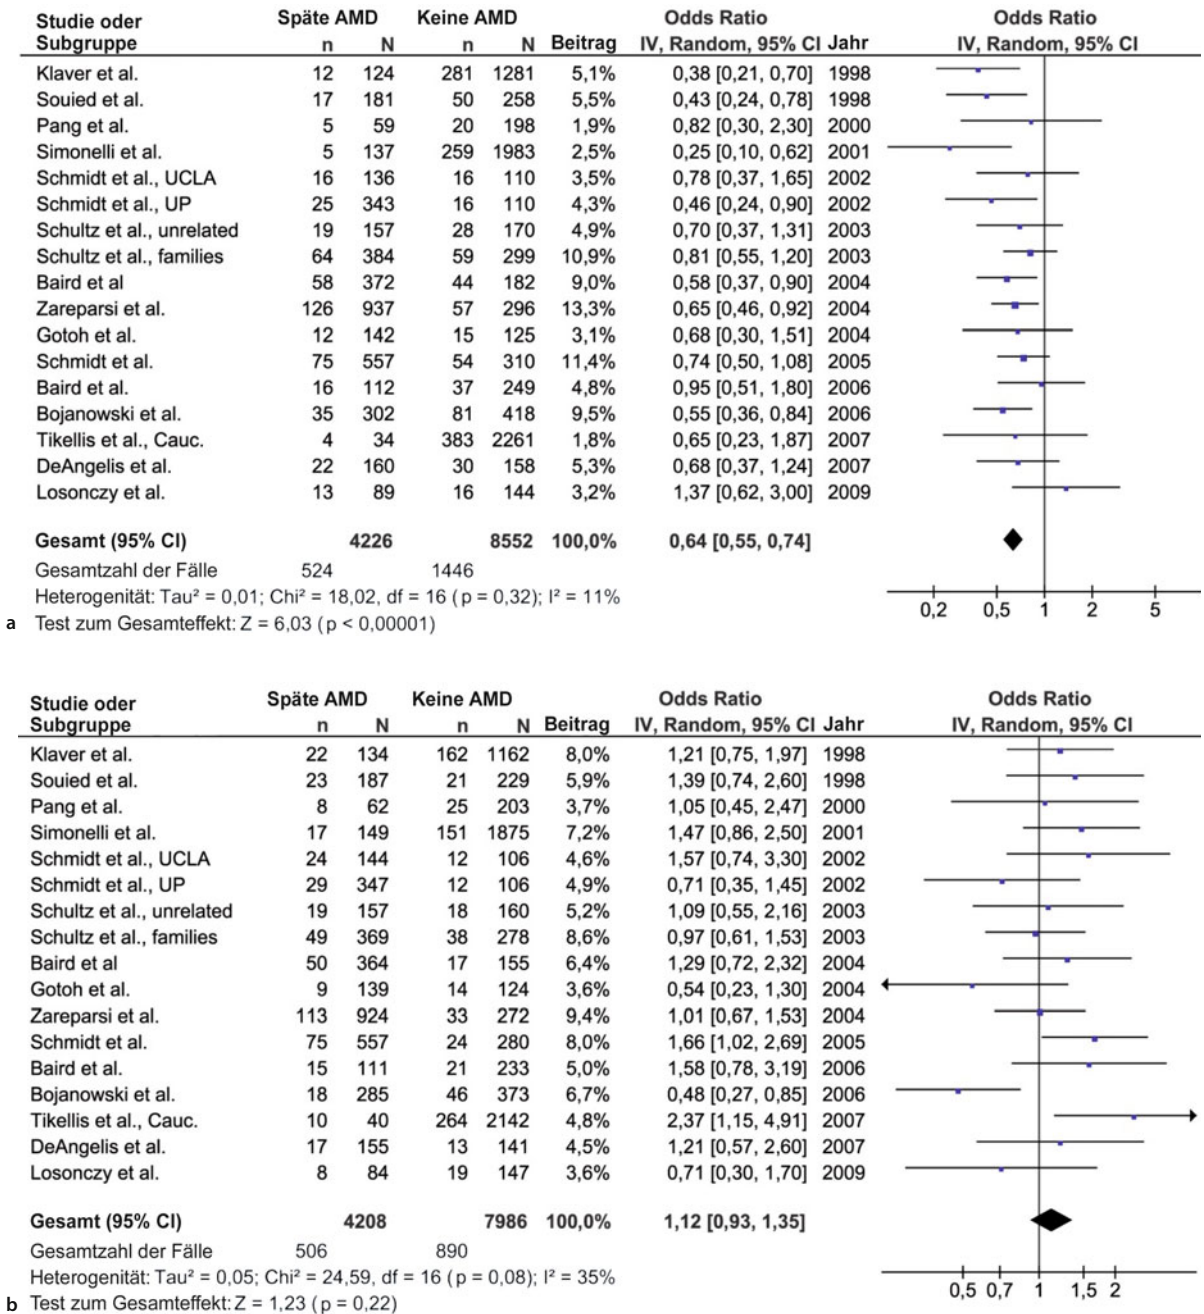 Studie oder Späte AMD Keine AMD Odds Ratio Odds Ratio
Subgruppe n N n N Beitrag IV, Random, 95% CI Jahr IV, Random, 95% CI
Klaver et al. 12 124 281 1281 5,1% 0,38 [0,21, 0,70] 1998
Souied et al. 17 181 50 258 5,5% 0,43 [0,24, 0,78] 1998
Pang et al. 5 59 20 198 1,9% 0,82 [0,30, 2,30] 2000
Simonelli et al. 5 137 259 1983 2,5% 0,25 [0,10, 0,62] 2001
Schmidt et al., UCLA 16 136 16 110 3,5% 0,78 [0,37, 1,65] 2002
Schmidt et al., UP 25 343 16 110 4,3% 0,46 [0,24, 0,90] 2002
Schultz et al., unrelated 19 157 28 170 4,9% 0,70 [0,37, 1,31] 2003
Schultz et al., families 64 384 59 299 10,9% 0,81 [0,55, 1,20] 2003
Baird et al 58 372 44 182 9,0% 0,58 [0,37, 0,90] 2004
Zareparsi et al. 126 937 57 296 13,3% 0,65 [0,46, 0,92] 2004
Gotoh et al. 12 142 15 125 3,1% 0,68 [0,30, 1,51] 2004
Schmidt et al. 75 557 54 310 11,4% 0,74 [0,50, 1,08] 2005
Baird et al. 16 112 37 249 4,8% 0,95 [0,51, 1,80] 2006
Bojanowski et al. 35 302 81 418 9,5% 0,55 [0,36, 0,84] 2006
Tikellis et al., Cauc. 4 34 383 2261 1,8% 0,65 [0,23, 1,87] 2007
DeAngelis et al. 22 160 30 158 5,3% 0,68 [0,37, 1,24] 2007
Losonczy et al. 13 89 16 144 3,2% 1,37 [0,62, 3,00] 2009
Gesamt (95% CI) 4226 8552 100,0% 0,64 [0,55, 0,74]
Gesamtzahl der Fälle 524 1446
Heterogenität: Tau² = 0,01; Chi² = 18,02, df = 16 ( p = 0,32); I² = 11%
0,2 0,5 1 2 5
a Test zum Gesamteffekt: Z = 6,03 ( p < 0,00001)
Studie oder Späte AMD Keine AMD Odds Ratio Odds Ratio
Subgruppe n N n N Beitrag IV, Random, 95% CI Jahr IV, Random, 95% CI
Klaver et al. 22 134 162 1162 8,0% 1,21 [0,75, 1,97] 1998
Souied et al. 23 187 21 229 5,9% 1,39 [0,74, 2,60] 1998
Pang et al. 8 62 25 203 3,7% 1,05 [0,45, 2,47] 2000
Simonelli et al. 17 149 151 1875 7,2% 1,47 [0,86, 2,50] 2001
Schmidt et al., UCLA 24 144 12 106 4,6% 1,57 [0,74, 3,30] 2002
Schmidt et al., UP 29 347 12 106 4,9% 0,71 [0,35, 1,45] 2002
Schultz et al., unrelated 19 157 18 160 5,2% 1,09 [0,55, 2,16] 2003
Schultz et al., families 49 369 38 278 8,6% 0,97 [0,61, 1,53] 2003
Baird et al 50 364 17 155 6,4% 1,29 [0,72, 2,32] 2004
Gotoh et al. 9 139 14 124 3,6% 0,54 [0,23, 1,30] 2004
Zareparsi et al. 113 924 33 272 9,4% 1,01 [0,67, 1,53] 2004
Schmidt et al. 75 557 24 280 8,0% 1,66 [1,02, 2,69] 2005
Baird et al. 15 111 21 233 5,0% 1,58 [0,78, 3,19] 2006
Bojanowski et al. 18 285 46 373 6,7% 0,48 [0,27, 0,85] 2006
Tikellis et al., Cauc. 10 40 264 2142 4,8% 2,37 [1,15, 4,91] 2007
DeAngelis et al. 17 155 13 141 4,5% 1,21 [0,57, 2,60] 2007
Losonczy et al. 8 84 19 147 3,6% 0,71 [0,30, 1,70] 2009
Gesamt (95% CI) 4208 7986 100,0% 1,12 [0,93, 1,35]
Gesamtzahl der Fälle 506 890
Heterogenität: Tau² = 0,05; Chi² = 24,59, df = 16 ( p = 0,08); I² = 35%
0,5 0,7 1 1,5 2
b Test zum Gesamteffekt: Z = 1,23 ( p = 0,22)